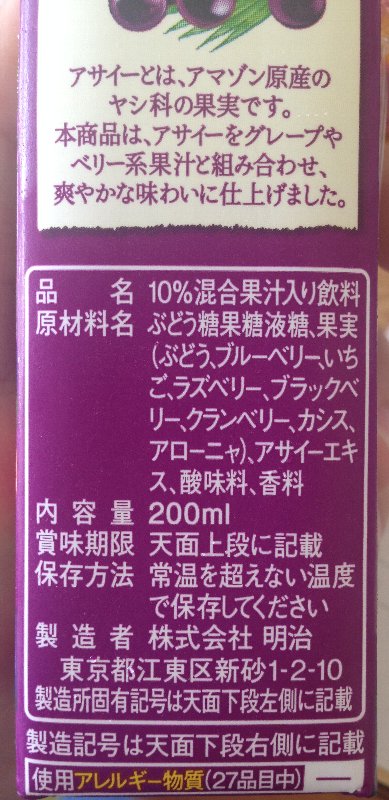 アサイーとは、アマゾン原産の
ヤシ科の果実です。
本商品は、アサイーをグレープや
ベリー系果汁と組み合わせ、
爽やかな味わいに仕上げました。
品名 10%混合果汁入り飲料
原材料名 ぶどう糖果糖液糖、果実
(ぶどう、ブルーベリー、いち
ご、ラズベリー、ブラックベ
リー、クランベリー、カシス、
アローニャ)、アサイーエキ
ス、酸味料、香料
内容量 200ml
賞味期限 天面上段に記載
保存方法 常温を超えない温度
で保存してください
製造者 株式会社 明治
東京都江東区新砂1-2-10
製造所固有記号は天面下段左側に記載
製造記号は天面下段右側に記載
使用アレルギー物質(27品目中) ―